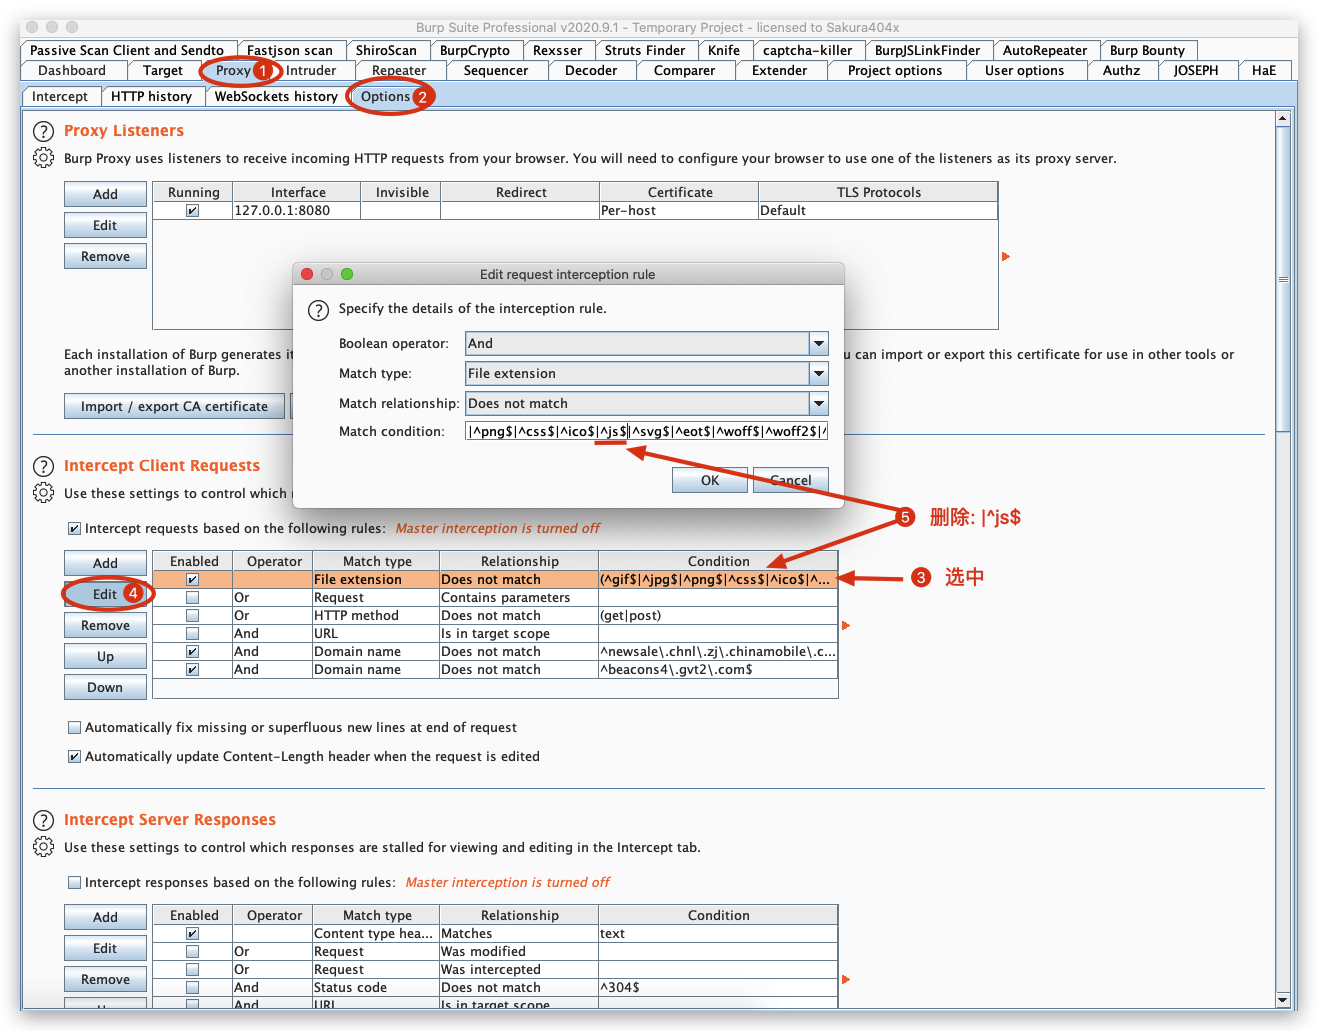 Burp Suite Professional v2020.9.1 - Temporary Project - licensed to Sakura404x
Passive Scan Client and Sendto Fastjson scan ShiroScan BurpCrypto Rexsser Struts Finder Knife captcha-killer BurpJSLinkFinder AutoRepeater Burp Bounty
Dashboard Target Proxy 1 Intruder Repeater Sequencer Decoder Comparer Extender Project options User options Authz JOSEPH HaE
Intercept HTTP history WebSockets history Options 2
? Proxy Listeners
Burp Proxy uses listeners to receive incoming HTTP requests from your browser. You will need to configure your browser to use one of the listeners as its proxy server.
Add
Edit
Remove
Running Interface Invisible Redirect Certificate TLS Protocols
127.0.0.1:8080 Per-host Default
Edit request interception rule
? Specify the details of the interception rule.
Boolean operator: And
Match type: File extension
Match relationship: Does not match
Match condition: |^png$|^css$|^ico$|^js$|^svg$|^eot$|^woff$|^woff2$|^
OK Cancel
Each installation of Burp generates it
u can import or export this certificate for use in other tools or
another installation of Burp.
Import / export CA certificate
? Intercept Client Requests
Use these settings to control which
5 删除: |^js$
Intercept requests based on the following rules: Master interception is turned off
Add
Edit 4
Remove
Up
Down
Enabled Operator Match type Relationship Condition
File extension Does not match (^gif$|^jpg$|^png$|^css$|^ico$|^...
3 选中
Or Request Contains parameters
Or HTTP method Does not match (get|post)
And URL Is in target scope
And Domain name Does not match ^newsale\.chnl\.zj\.chinamobile\.c...
And Domain name Does not match ^beacons4\.gvt2\.com$
Automatically fix missing or superfluous new lines at end of request
Automatically update Content-Length header when the request is edited
? Intercept Server Responses
Use these settings to control which responses are stalled for viewing and editing in the Intercept tab.
Intercept responses based on the following rules: Master interception is turned off
Add
Edit
Remove
Enabled Operator Match type Relationship Condition
Content type hea... Matches text
Or Request Was modified
Or Request Was intercepted
And Status code Does not match ^304$
And URL Is in target scope